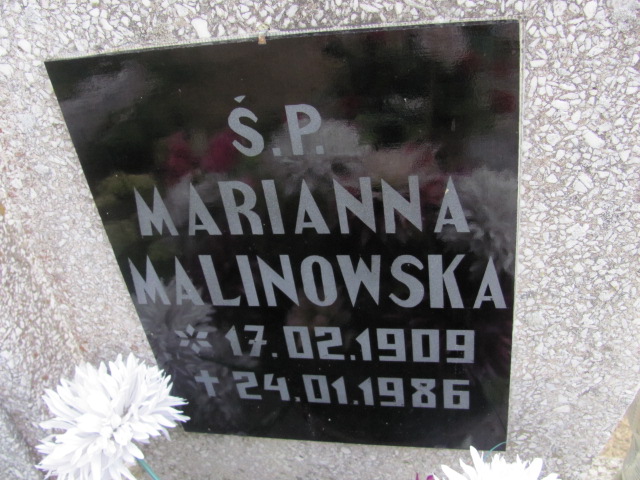 Ś.P.
MARIANNA
MALINOWSKA
* 17.02.1909
† 24.01.1986